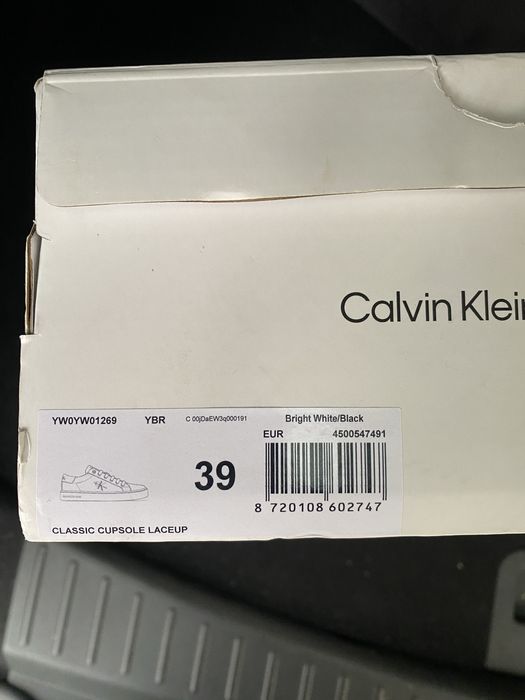 Calvin Klein
YW0YW01269 YBR C 00jDaEW3q000191 Bright White/Black
EUR 4500547491
39
8 720108 602747
CLASSIC CUPSOLE LACEUP